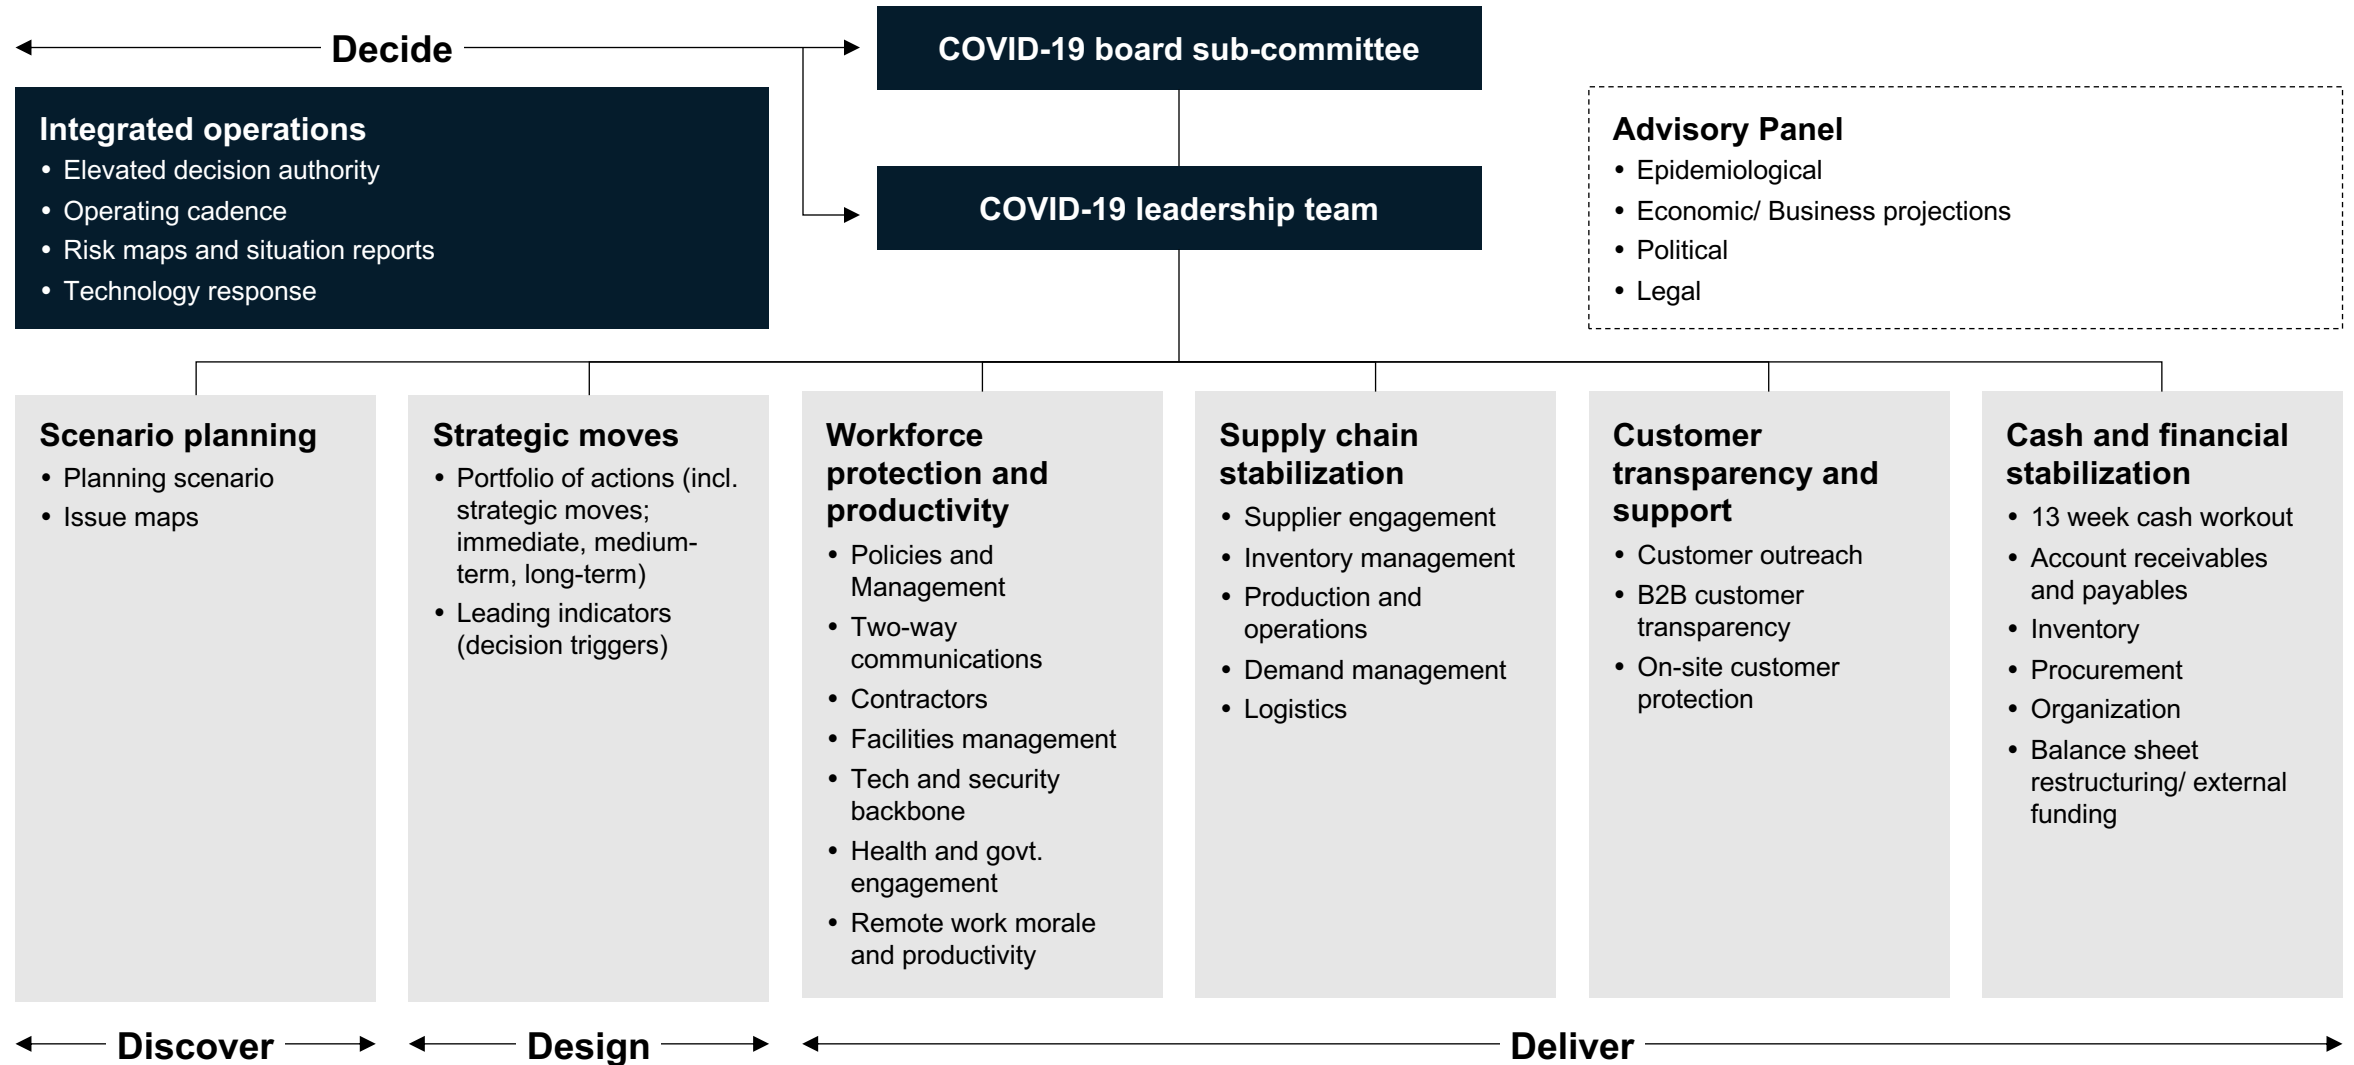 Decide
COVID-19 board sub-committee
Integrated operations
• Elevated decision authority
• Operating cadence
• Risk maps and situation reports
• Technology response
COVID-19 leadership team
Advisory Panel
• Epidemiological
• Economic/ Business projections
• Political
• Legal
Scenario planning
• Planning scenario
• Issue maps
Strategic moves
• Portfolio of actions (incl.
strategic moves;
immediate, medium-
term, long-term)
• Leading indicators
(decision triggers)
Workforce
protection and
productivity
• Policies and
Management
• Two-way
communications
• Contractors
• Facilities management
• Tech and security
backbone
• Health and govt.
engagement
• Remote work morale
and productivity
Supply chain
stabilization
• Supplier engagement
• Inventory management
• Production and
operations
• Demand management
• Logistics
Customer
transparency and
support
• Customer outreach
• B2B customer
transparency
• On-site customer
protection
Cash and financial
stabilization
• 13 week cash workout
• Account receivables
and payables
• Inventory
• Procurement
• Organization
• Balance sheet
restructuring/ external
funding
Discover
Design
Deliver